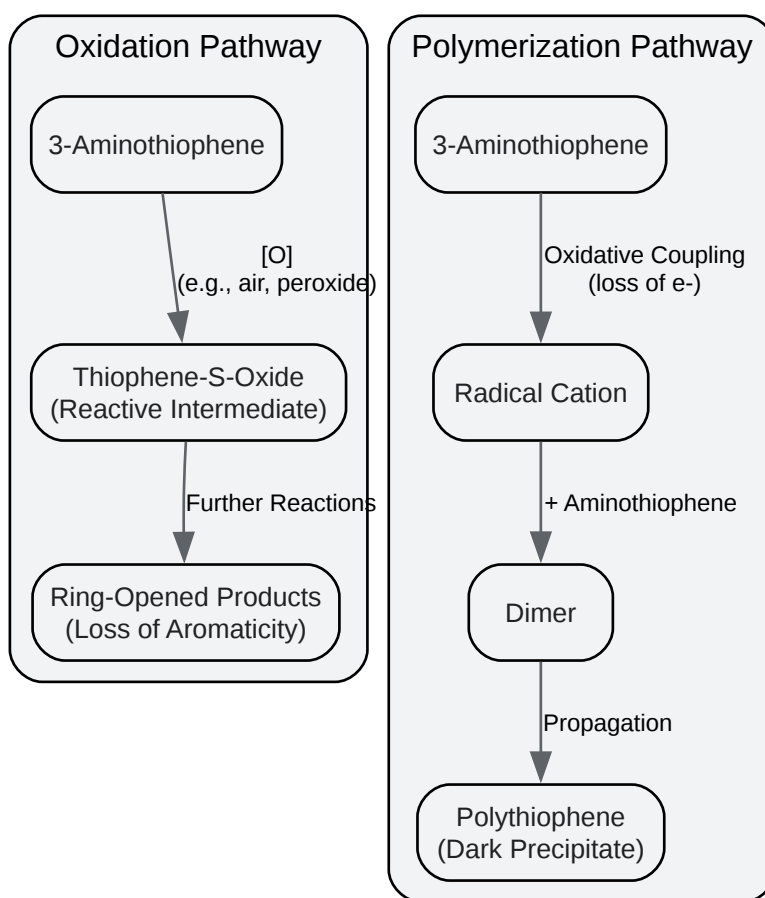 Oxidation Pathway
3-Aminothiophene
[O]
(e.g., air, peroxide)
Thiophene-S-Oxide
(Reactive Intermediate)
Further Reactions
Ring-Opened Products
(Loss of Aromaticity)
Polymerization Pathway
3-Aminothiophene
Oxidative Coupling
(loss of e-)
Radical Cation
+ Aminothiophene
Dimer
Propagation
Polythiophene
(Dark Precipitate)